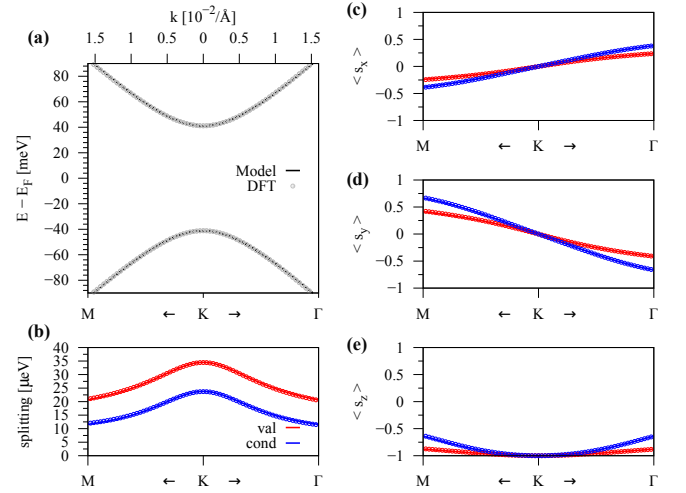 k [10⁻²/Å]
1.5 1 0.5 0 0.5 1 1.5
(a)
E − E_F [meV]
80
60
40
20
0
−20
−40
−60
−80
Model
DFT
M ← K → Γ
(b)
splitting [μeV]
40
35
30
25
20
15
10
5
0
val
cond
M ← K → Γ
(c)
< s_x >
1
0.5
0
−0.5
−1
M ← K → Γ
(d)
< s_y >
1
0.5
0
−0.5
−1
M ← K → Γ
(e)
< s_z >
1
0.5
0
−0.5
−1
M ← K → Γ